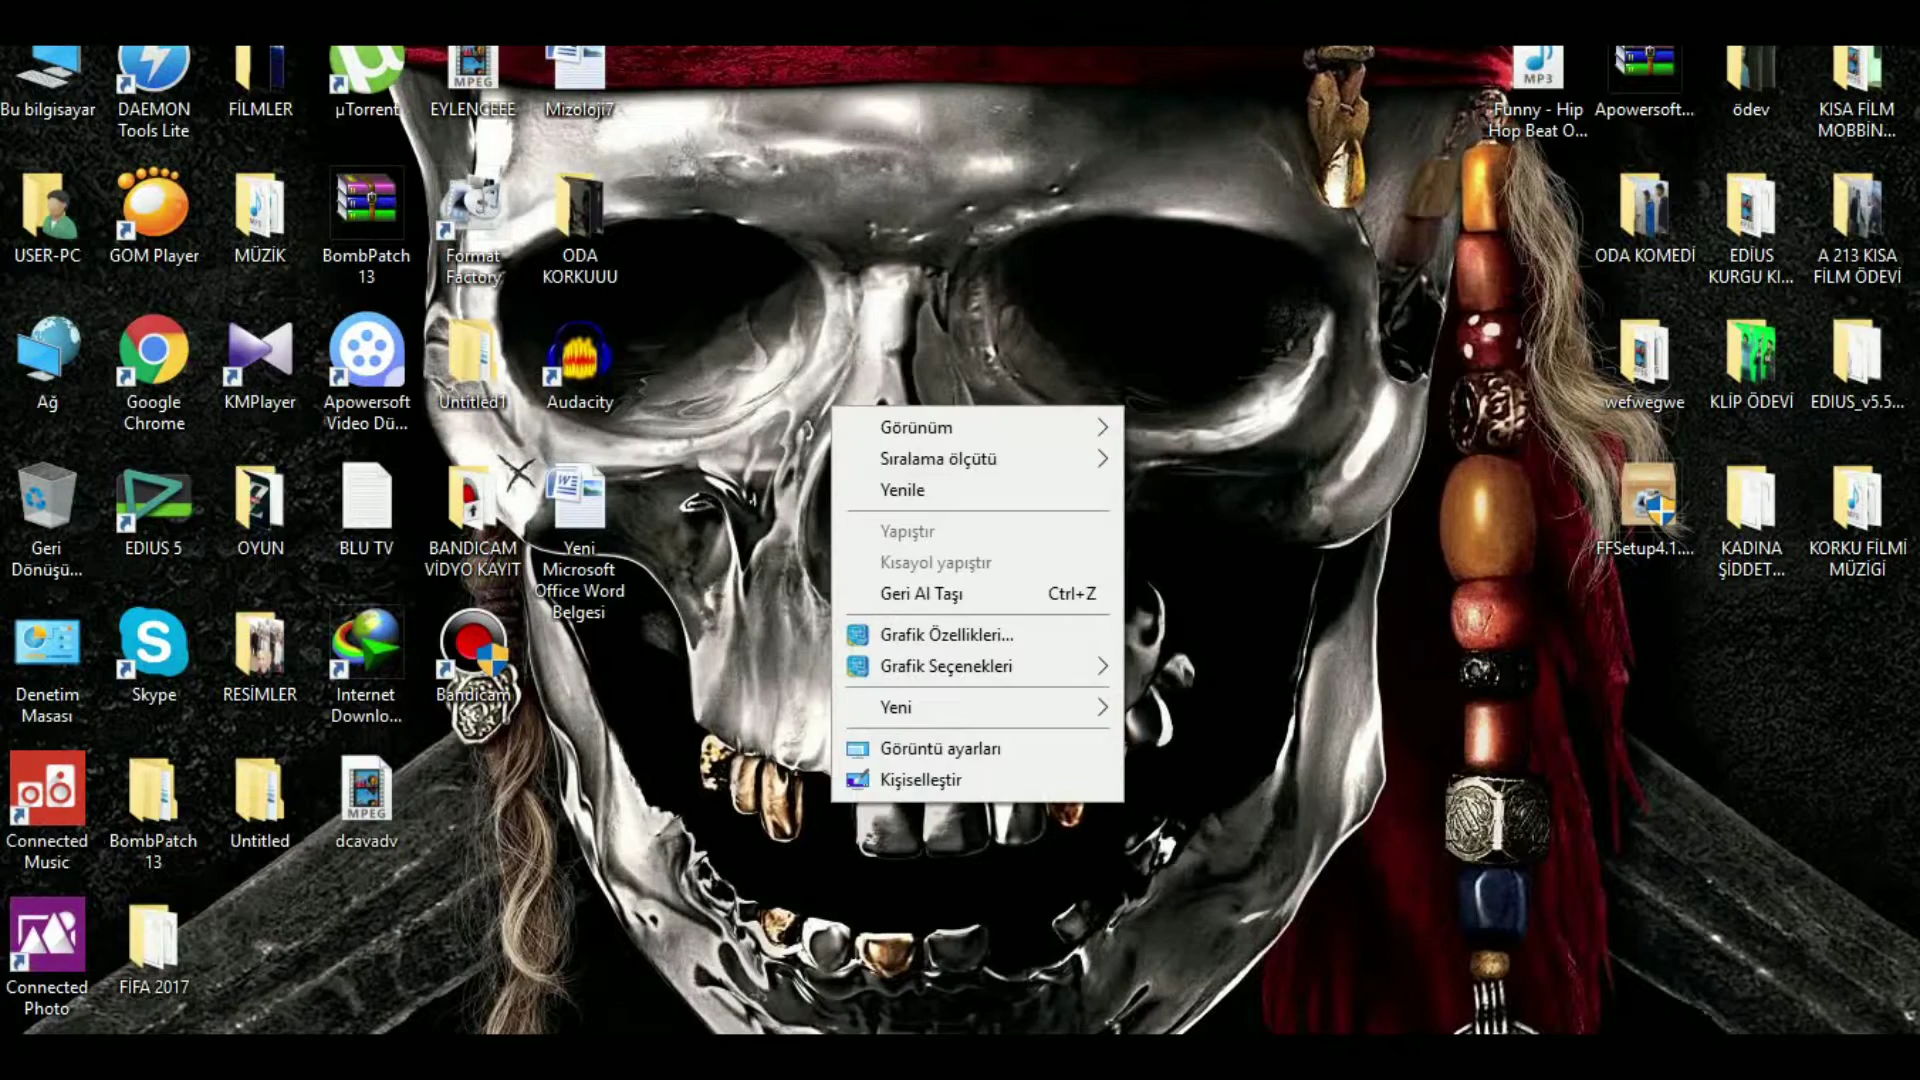 Bu bilgisayar
DAEMON
Tools Lite
FİLMLER
µTorrent
EYLENCEEE
Mizoloji7
Funny - Hip
Hop Beat O...
Apowersoft...
ödev
KISA FİLM
MOBBİN...
USER-PC
GOM Player
MÜZİK
BombPatch
13
Format
Factory
ODA
KORKUUU
ODA KOMEDİ
EDİUS
KURGU KI...
A 213 KISA
FİLM ÖDEVİ
Ağ
Google
Chrome
KMPlayer
Apowersoft
Video Dü...
Untitled1
Audacity
wefwegwe
KLİP ÖDEVİ
EDIUS_v5.5...
Geri
Dönüşü...
EDIUS 5
OYUN
BLU TV
BANDICAM
VİDYO KAYIT
Yeni
Microsoft
Office Word
Belgesi
FFSetup4.1....
KADINA
ŞİDDET...
KORKU FİLMİ
MÜZİGİ
Denetim
Masası
Skype
RESİMLER
Internet
Downlo...
Bandicam
Connected
Music
BombPatch
13
Untitled
dcavadv
Connected
Photo
FİFA 2017
Görünüm
Sıralama ölçütü
Yenile
Yapıştır
Kısayol yapıştır
Geri Al Taşı Ctrl+Z
Grafik Özellikleri...
Grafik Seçenekleri
Yeni
Görüntü ayarları
Kişiselleştir
MPEG
MP3
MPEG